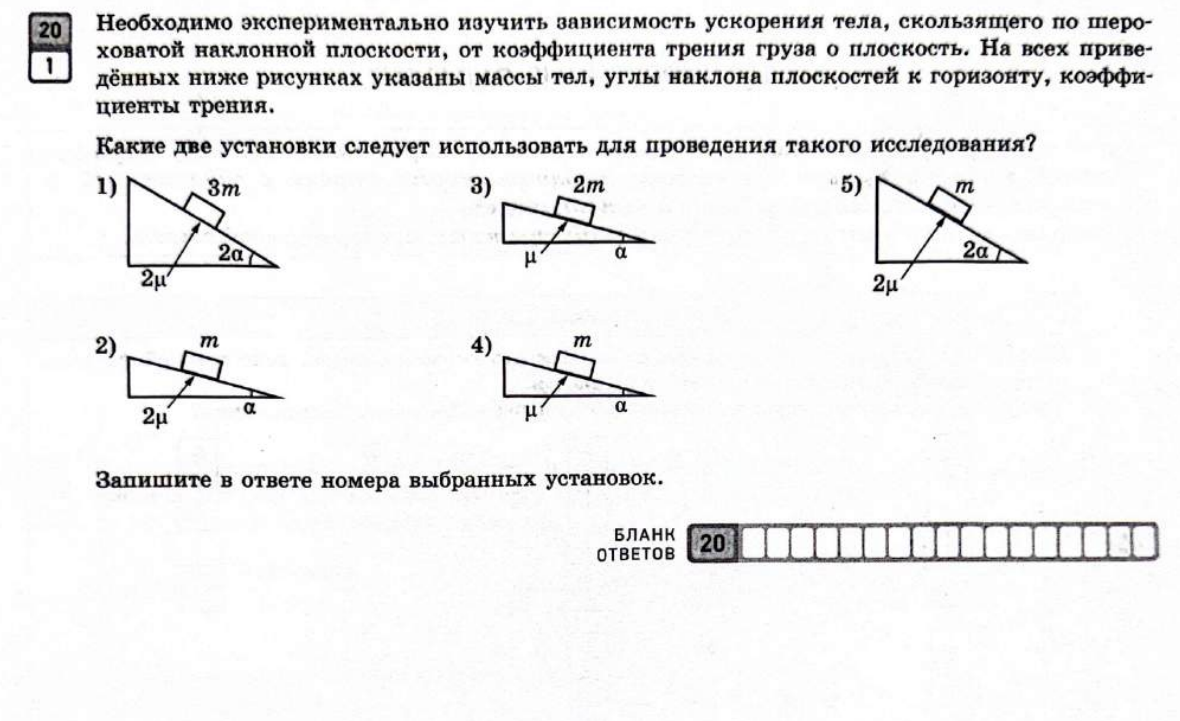 20
1
Необходимо экспериментально изучить зависимость ускорения тела, скользящего по шеро-
ховатой наклонной плоскости, от коэффициента трения груза о плоскость. На всех приве-
дённых ниже рисунках указаны массы тел, углы наклона плоскостей к горизонту, коэффи-
циенты трения.
Какие две установки следует использовать для проведения такого исследования?
1) 3m 2α 2μ
3) 2m μ α
5) m 2α 2μ
2) m 2μ α
4) m μ α
Запишите в ответе номера выбранных установок.
БЛАНК
ОТВЕТОВ 20